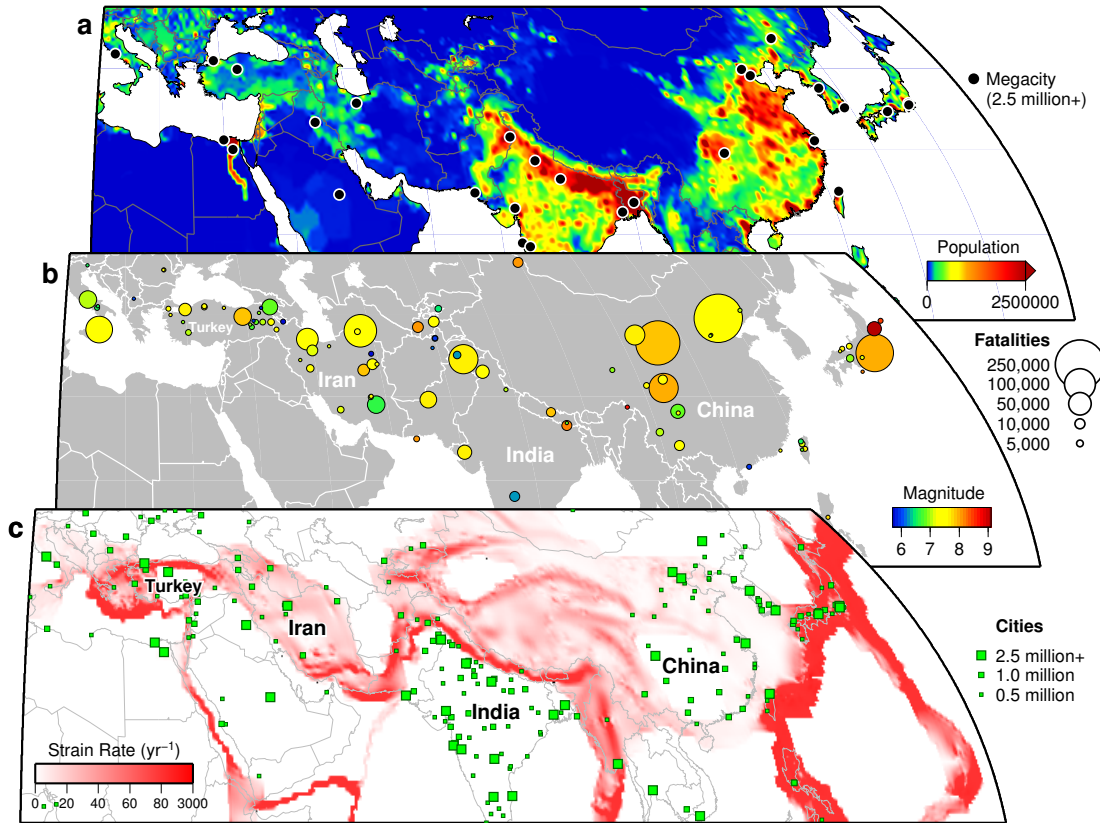 a
Megacity
(2.5 million+)
Population
0 2500000
b
Turkey
Iran
China
India
Fatalities
250,000
100,000
50,000
10,000
5,000
Magnitude
6 7 8 9
c
Turkey
Iran
China
India
Cities
2.5 million+
1.0 million
0.5 million
Strain Rate (yr⁻¹)
0 20 40 60 80 3000